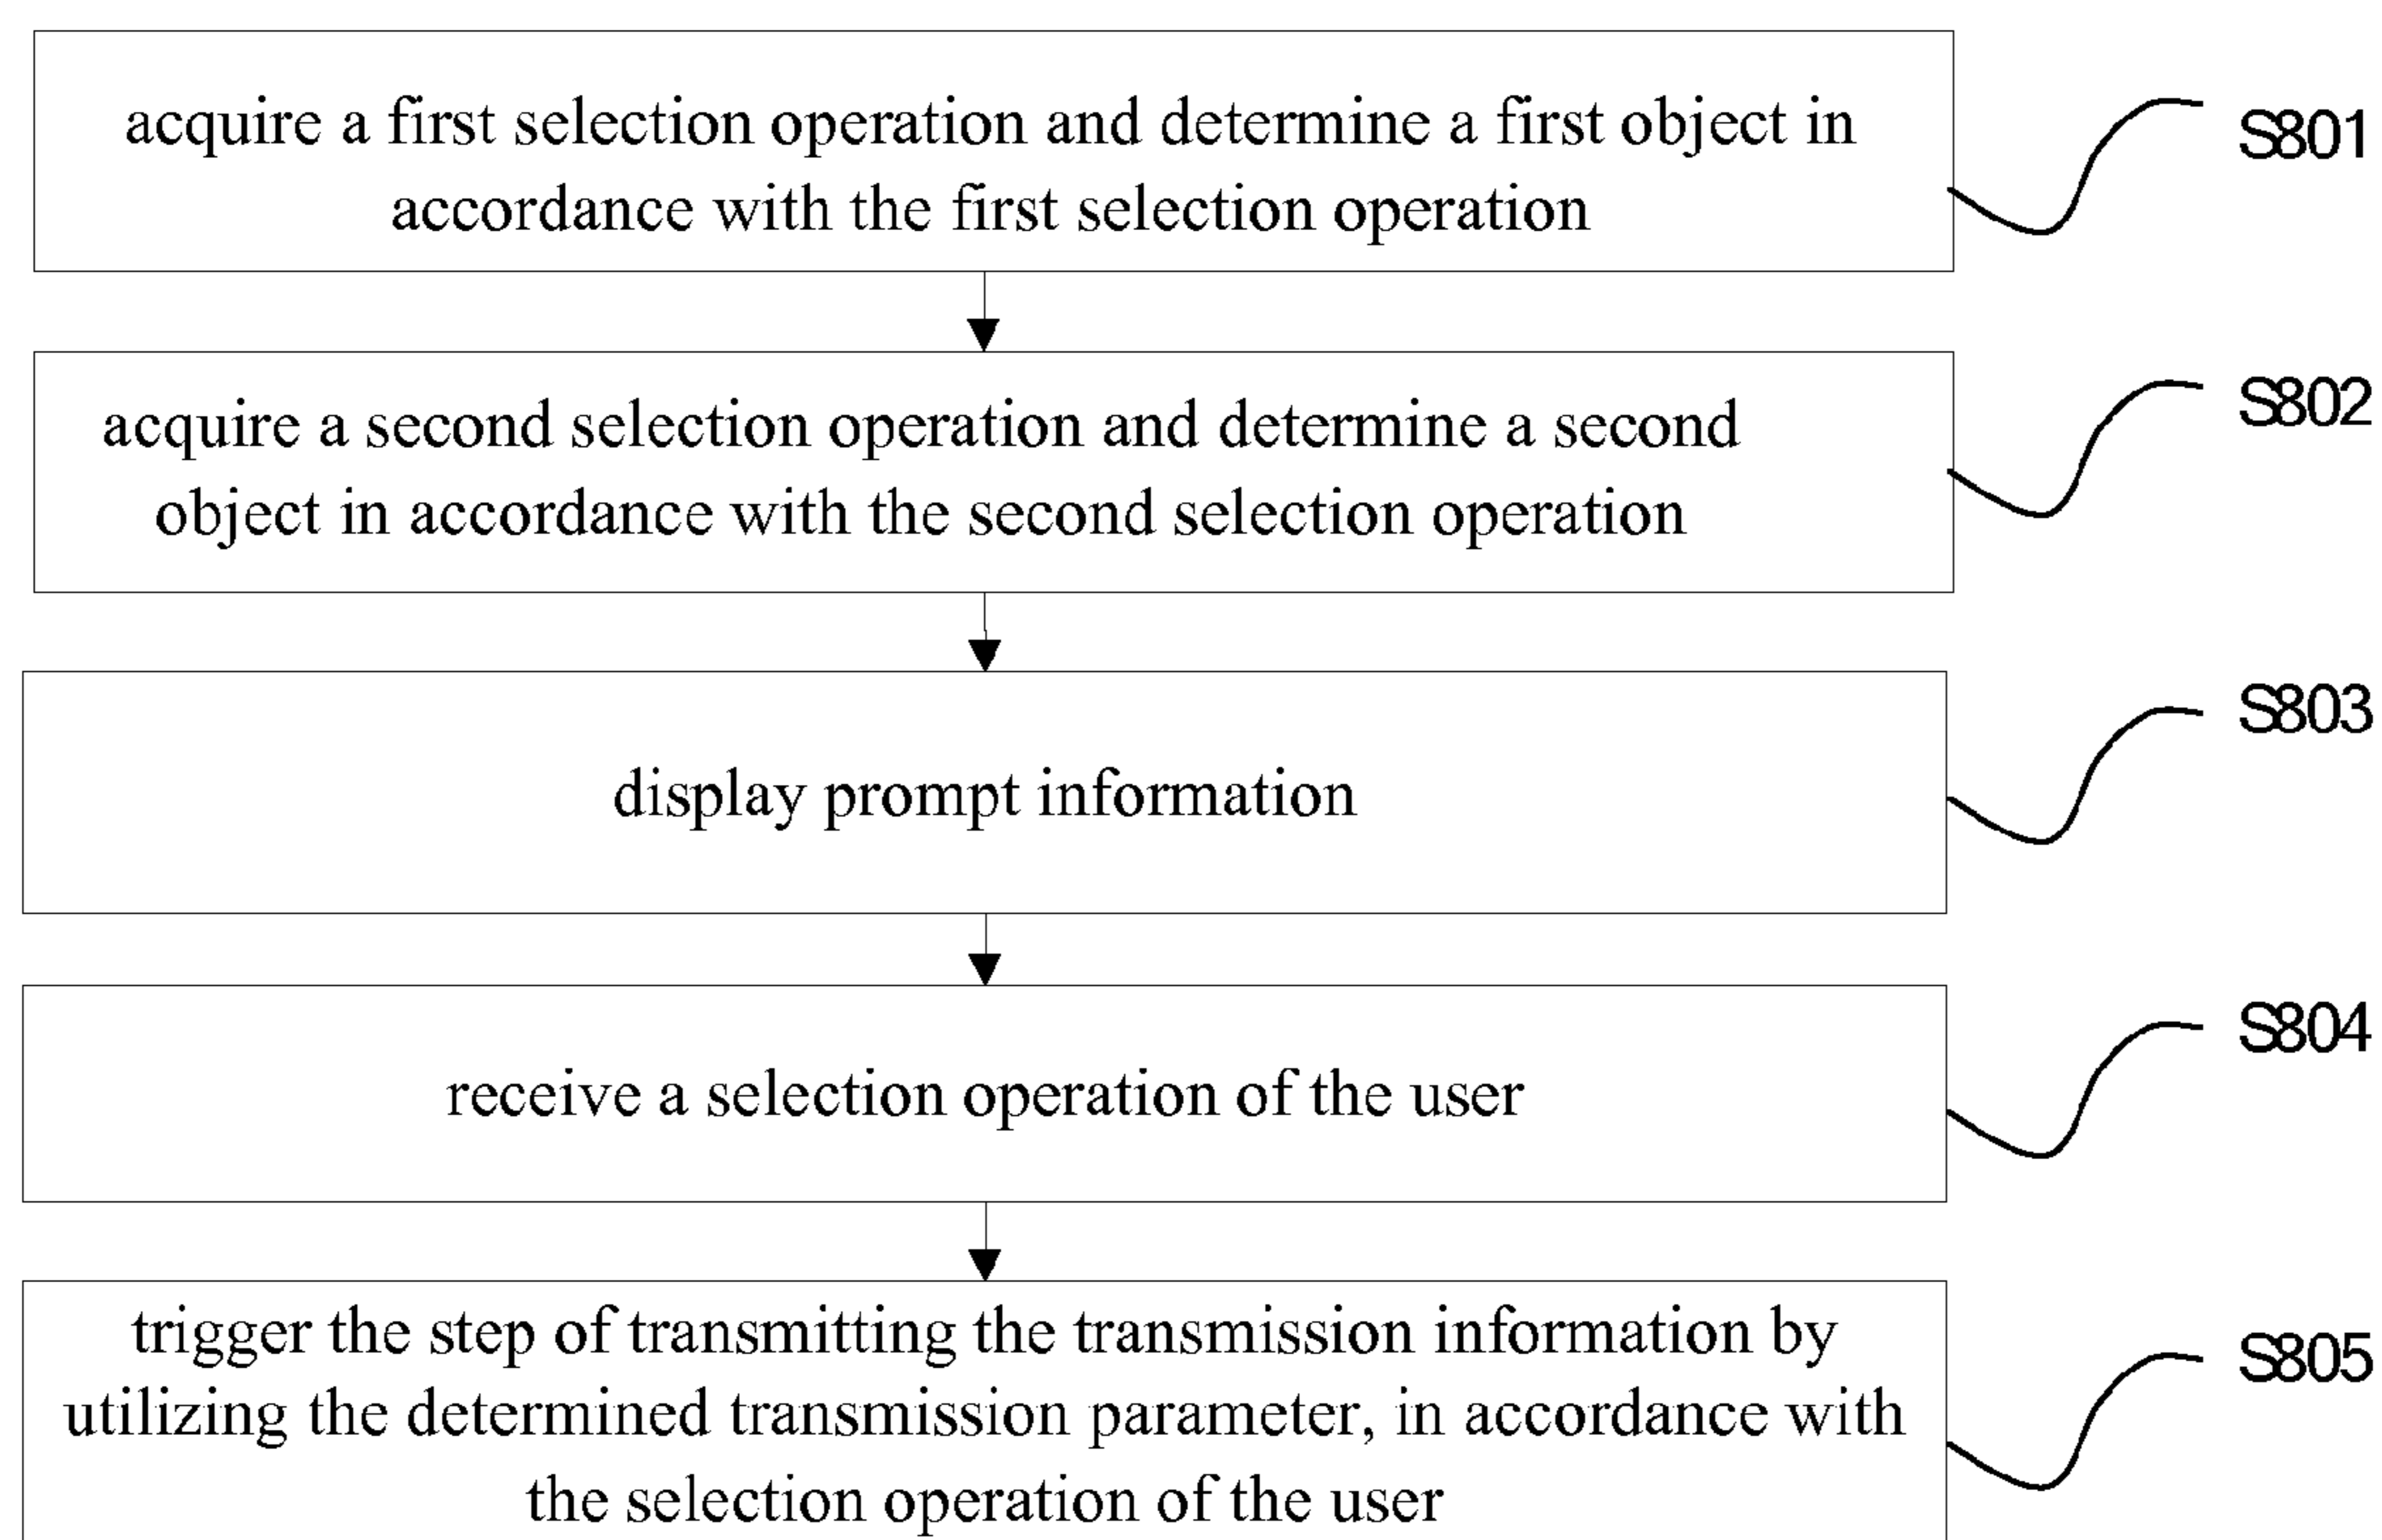 acquire a first selection operation and determine a first object in
accordance with the first selection operation
S801
acquire a second selection operation and determine a second
object in accordance with the second selection operation
S802
display prompt information
S803
receive a selection operation of the user
S804
trigger the step of transmitting the transmission information by
utilizing the determined transmission parameter, in accordance with
the selection operation of the user
S805